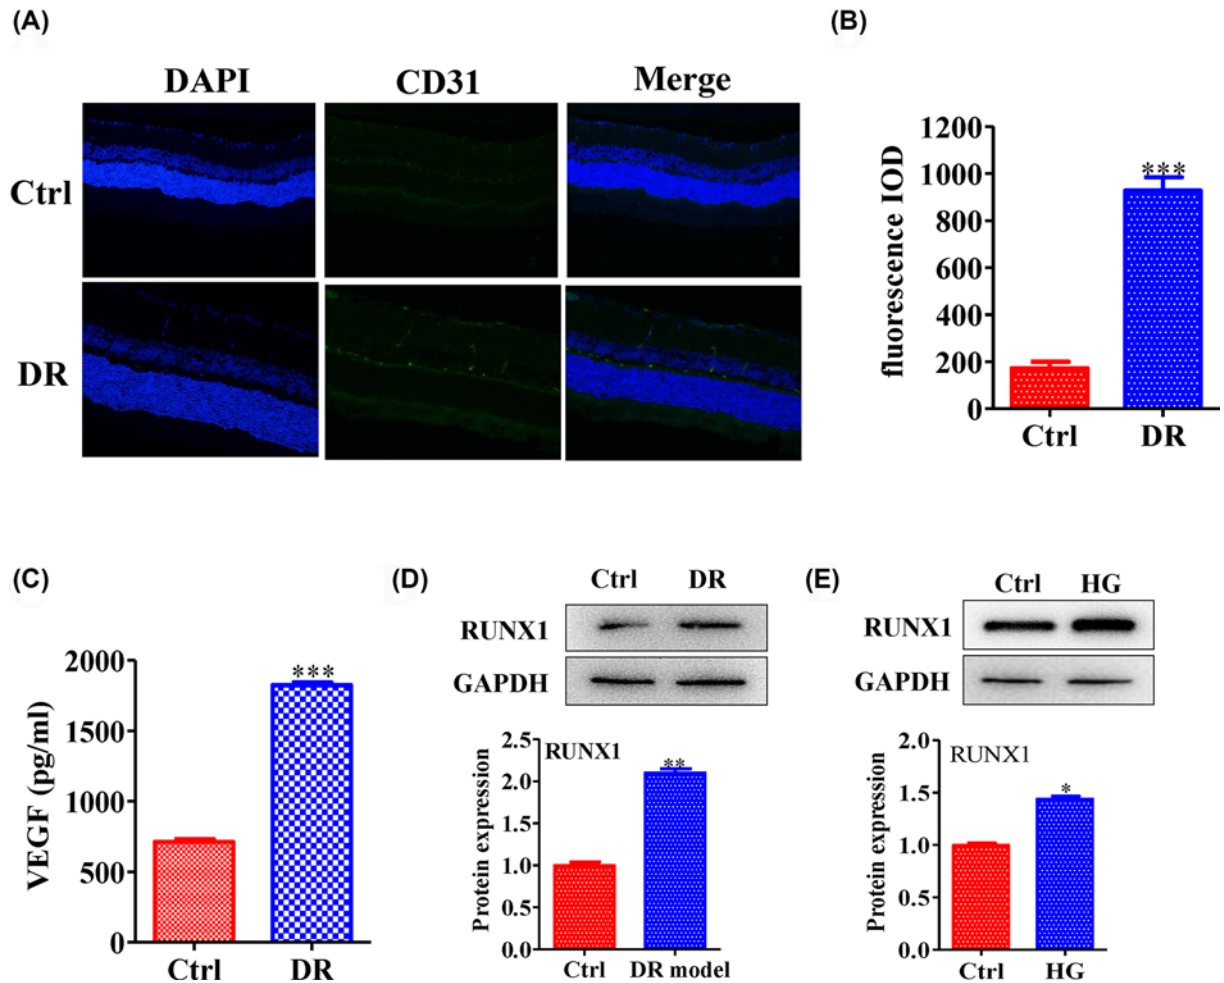 (A)
(B)
DAPI CD31 Merge
Ctrl
DR
fluorescence IOD
1200
1000
800
600
400
200
0
***
Ctrl DR
(C)
(D)
(E)
VEGF (pg/ml)
2000
1500
1000
500
0
***
Ctrl DR
Ctrl DR
RUNX1
GAPDH
Protein expression
2.5
2.0
1.5
1.0
0.5
0.0
RUNX1
**
Ctrl DR model
Ctrl HG
RUNX1
GAPDH
Protein expression
2.0
1.5
1.0
0.5
0.0
RUNX1
*
Ctrl HG